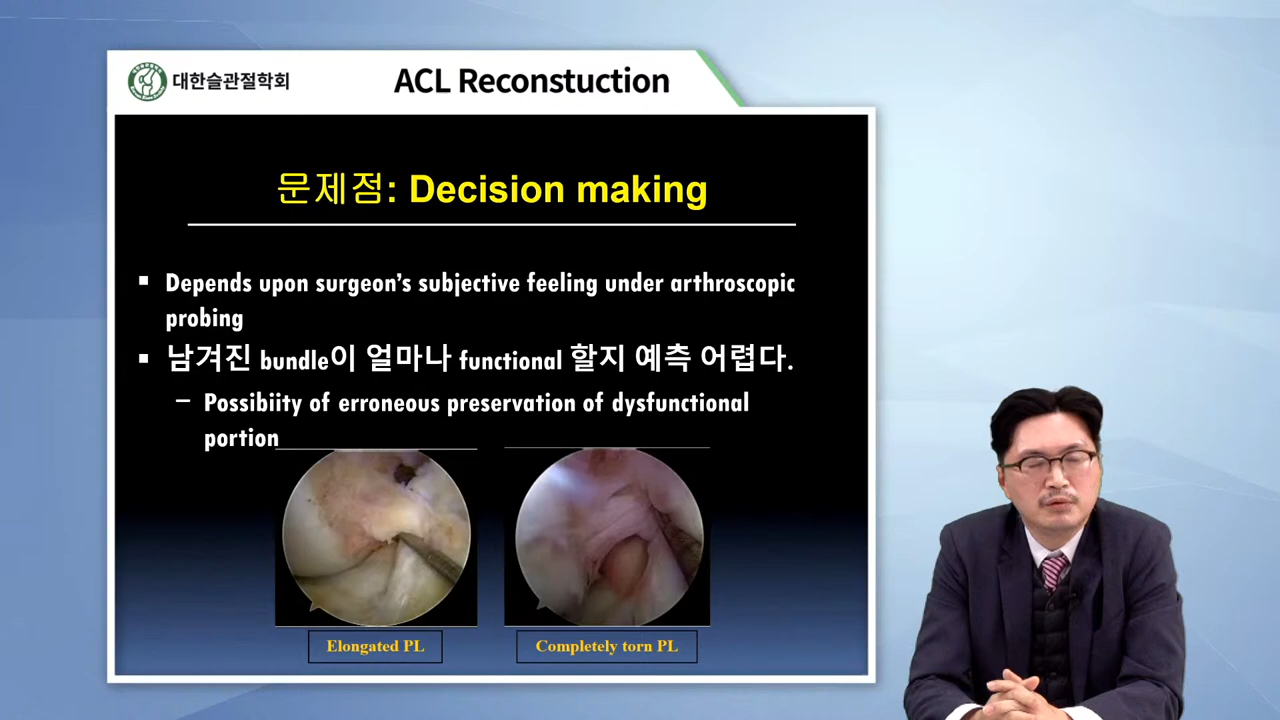 대한슬관절학회
ACL Reconstuction
문제점: Decision making
▪ Depends upon surgeon's subjective feeling under arthroscopic
probing
▪ 남겨진 bundle이 얼마나 functional 할지 예측 어렵다.
– Possibiity of erroneous preservation of dysfunctional
portion
Elongated PL
Completely torn PL